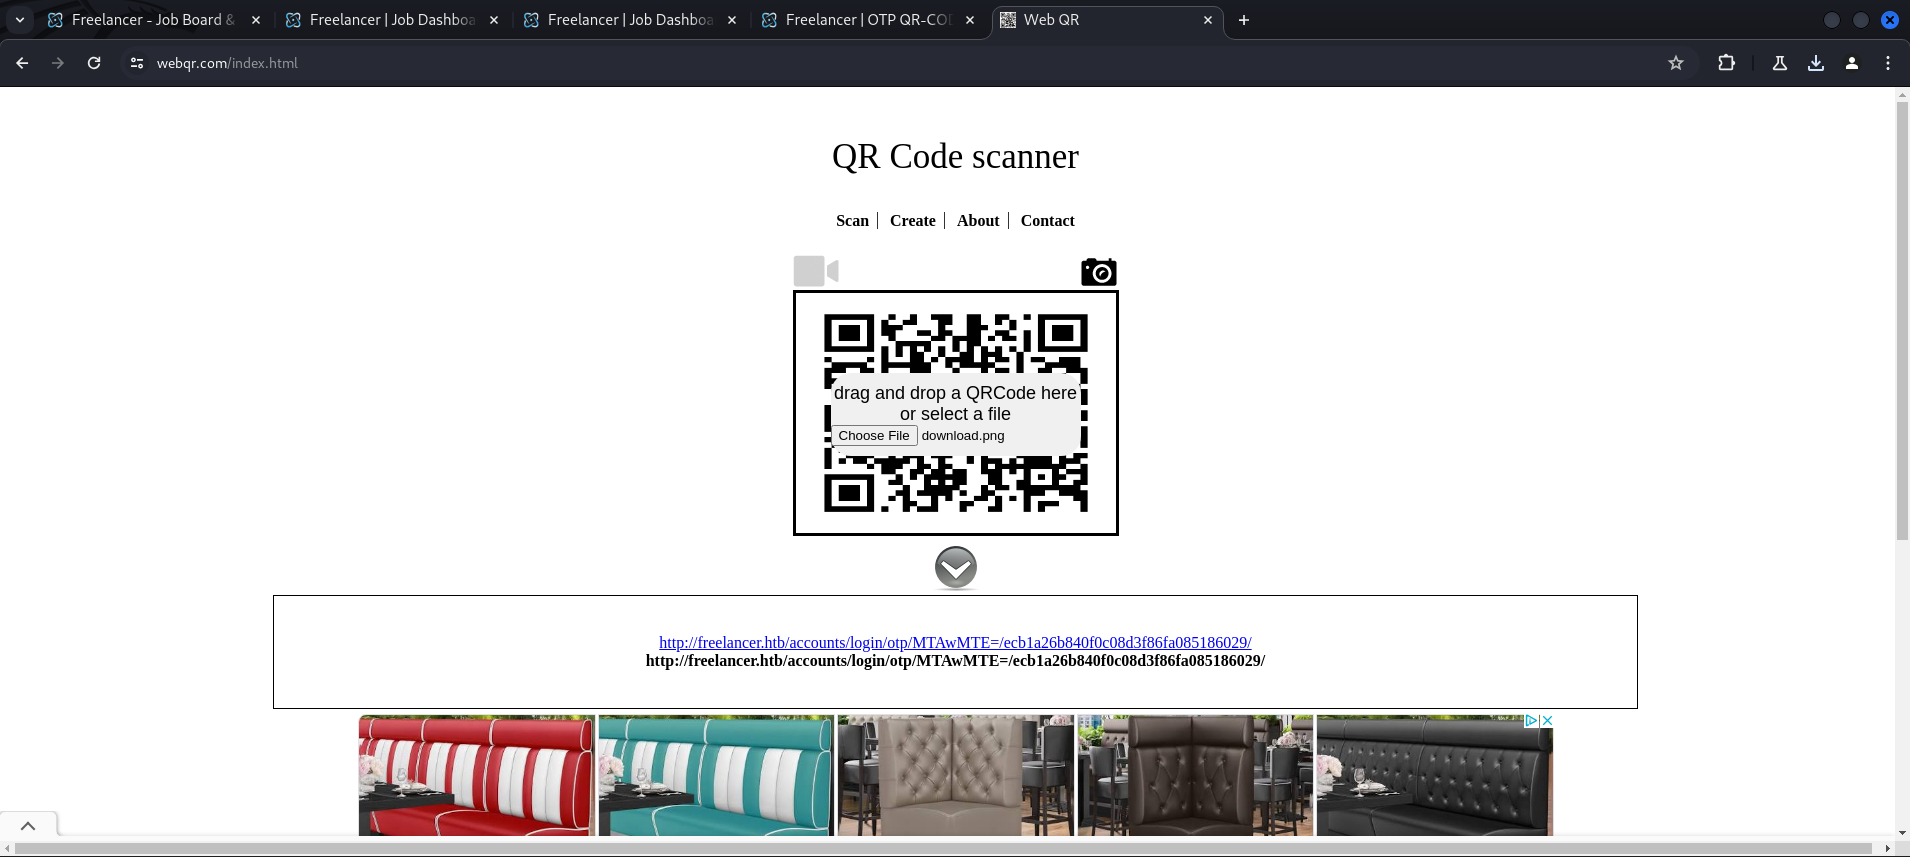 Freelancer - Job Board &
Freelancer | Job Dashboa
Freelancer | Job Dashboa
Freelancer | OTP QR-COD
Web QR
webqr.com/index.html
QR Code scanner
Scan
Create
About
Contact
drag and drop a QRCode here
or select a file
Choose File download.png
http://freelancer.htb/accounts/login/otp/MTAwMTE=/ecb1a26b840f0c08d3f86fa085186029/
http://freelancer.htb/accounts/login/otp/MTAwMTE=/ecb1a26b840f0c08d3f86fa085186029/